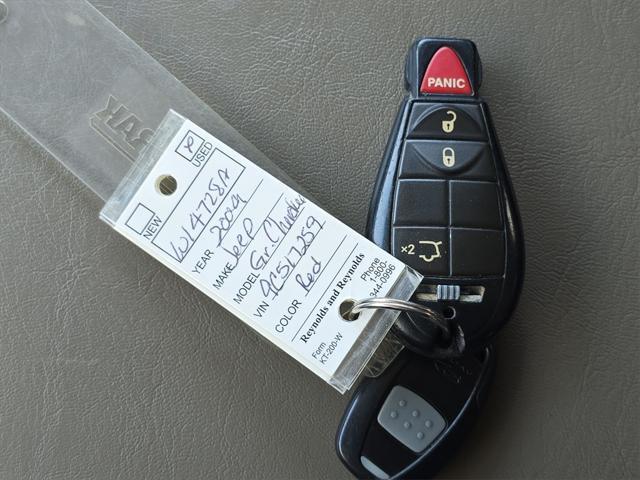 NEW
X USED
W14728A
YEAR 2009
MAKE Jeep
MODEL Gr. Cherokee
VIN 9C517259
COLOR Red
Reynolds and Reynolds
Form
KT-200-W
Phone
1-800-
344-0996
PANIC
×2